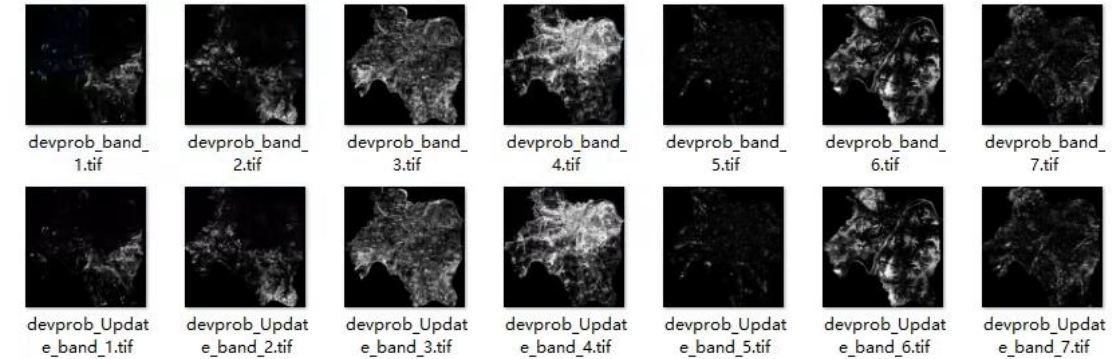 devprob_band_ devprob_band_ devprob_band_ devprob_band_ devprob_band_ devprob_band_ devprob_band_
1.tif 2.tif 3.tif 4.tif 5.tif 6.tif 7.tif
devprob_Updat devprob_Updat devprob_Updat devprob_Updat devprob_Updat devprob_Updat devprob_Updat
e_band_1.tif e_band_2.tif e_band_3.tif e_band_4.tif e_band_5.tif e_band_6.tif e_band_7.tif